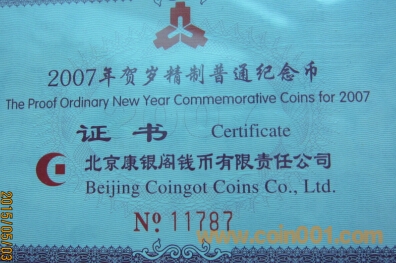 2007年贺岁精制普通纪念币
The Proof Ordinary New Year Commemorative Coins for 2007
证书 Certificate
北京康银阁钱币有限责任公司
Beijing Coingot Coins Co., Ltd.
№ 11787
www.coin001.com
2015/05/03